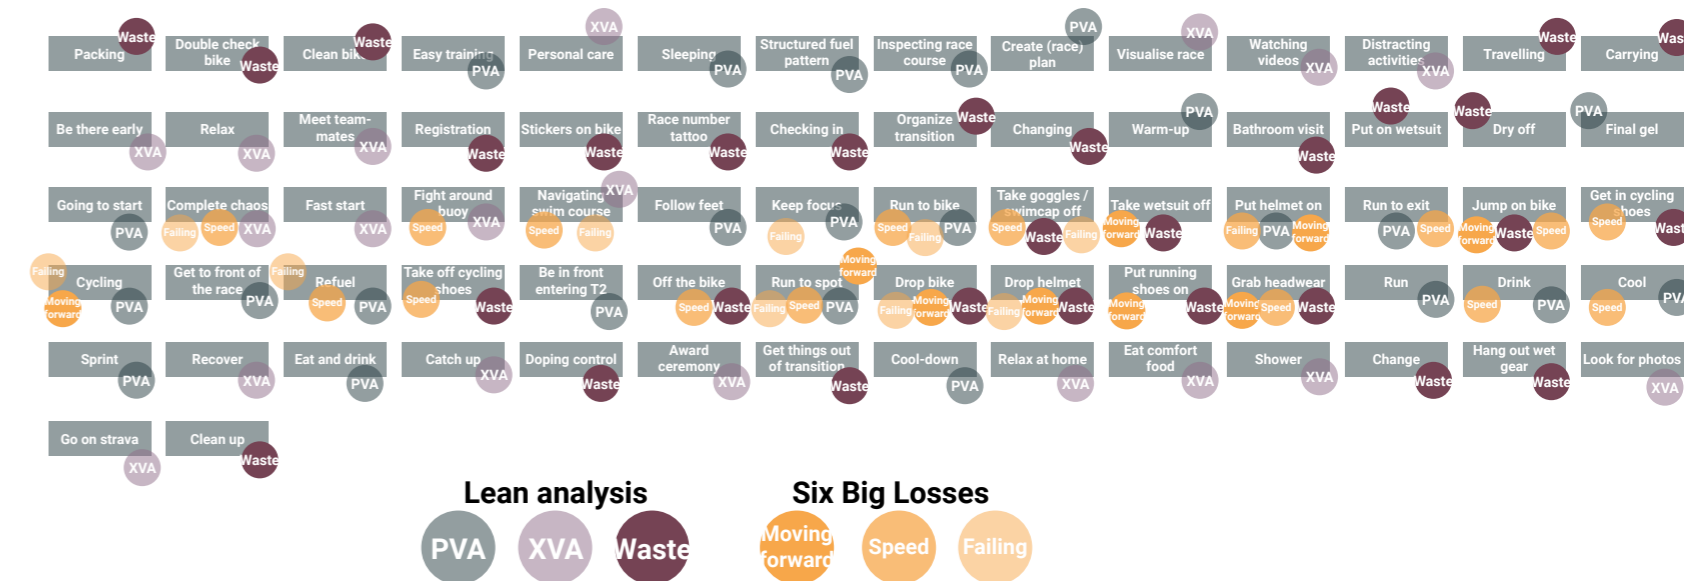 Packing
Waste
Double check
bike
Waste
Clean bike
Waste
Easy training
PVA
Personal care
XVA
Sleeping
PVA
Structured fuel
pattern
PVA
Inspecting race
course
PVA
Create (race)
plan
PVA
Visualise race
XVA
Watching
videos
XVA
Distracting
activities
XVA
Travelling
Waste
Carrying
Was
Be there early
XVA
Relax
XVA
Meet team-
mates
XVA
Registration
Waste
Stickers on bike
Waste
Race number
tattoo
Waste
Checking in
Waste
Organize
transition
Waste
Changing
Waste
Warm-up
PVA
Bathroom visit
Waste
Put on wetsuit
Waste
Dry off
Waste
Final gel
PVA
Going to start
PVA
Complete chaos
Failing
Speed
XVA
Fast start
XVA
Fight around
buoy
Speed
XVA
Navigating
swim course
XVA
Speed
Failing
Follow feet
PVA
Keep focus
Failing
PVA
Run to bike
Speed
Failing
PVA
Take goggles /
swimcap off
Speed
Waste
Failing
Take wetsuit off
Moving
forward
Waste
Put helmet on
Failing
PVA
Moving
forward
Run to exit
PVA
Speed
Jump on bike
Moving
forward
Waste
Speed
Get in cycling
shoes
Speed
Wast
Failing
Cycling
Moving
forward
PVA
Get to front of
the race
PVA
Failing
Refuel
Speed
PVA
Take off cycling
shoes
Speed
Waste
Be in front
entering T2
PVA
Off the bike
Speed
Waste
Run to spot
Moving
forward
Failing
Speed
PVA
Drop bike
Failing
Moving
forward
Waste
Drop helmet
Failing
Moving
forward
Waste
Put running
shoes on
Moving
forward
Waste
Grab headwear
Moving
forward
Speed
Waste
Run
PVA
Drink
Speed
PVA
Cool
Speed
PVA
Sprint
PVA
Recover
XVA
Eat and drink
PVA
Catch up
XVA
Doping control
Waste
Award
ceremony
XVA
Get things out
of transition
Waste
Cool-down
PVA
Relax at home
XVA
Eat comfort
food
XVA
Shower
XVA
Change
Waste
Hang out wet
gear
Waste
Look for photos
XVA
Go on strava
XVA
Clean up
Waste
Lean analysis
PVA
XVA
Waste
Six Big Losses
Moving
forward
Speed
Failing